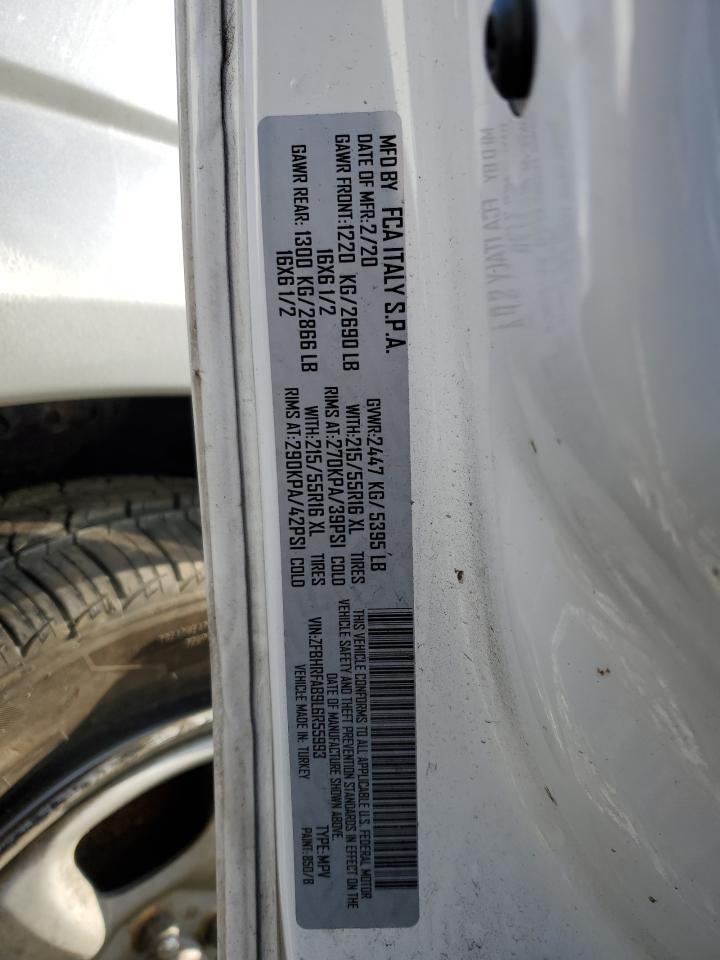 MFD BY FCA ITALY S.P.A.
DATE OF MFR: 2/20 GVWR: 2447 KG/5395 LB
GAWR FRONT: 1220 KG/2690 LB WITH: 215/55R16 XL TIRES
16X6 1/2 RIMS AT: 270KPA/39PSI COLD
GAWR REAR: 1300 KG/2866 LB WITH: 215/55R16 XL TIRES
16X6 1/2 RIMS AT: 290KPA/42PSI COLD
THIS VEHICLE CONFORMS TO ALL APPLICABLE U.S. FEDERAL MOTOR
VEHICLE SAFETY AND THEFT PREVENTION STANDARDS IN EFFECT ON THE
DATE OF MANUFACTURE SHOWN ABOVE.
VIN: ZFBHRFAB9L6R55993 TYPE: MPV
VEHICLE MADE IN: TURKEY PAINT: 850/B